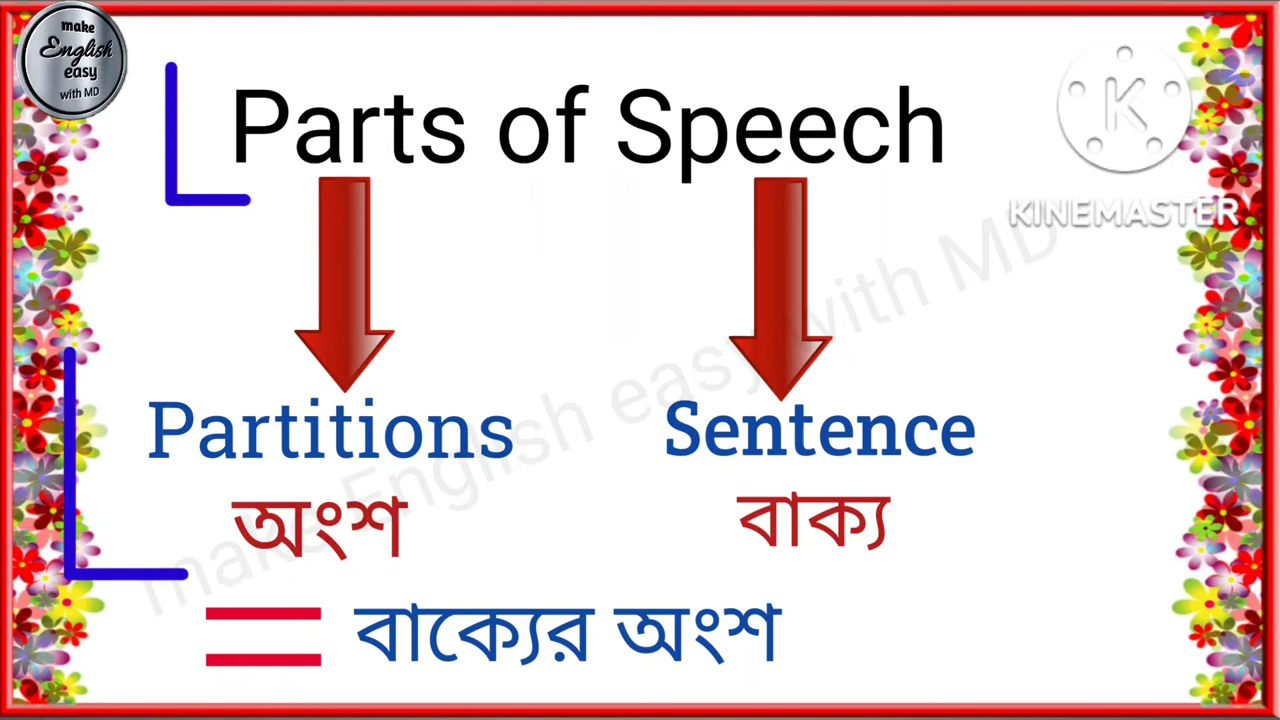 make
English
easy
with MD
Parts of Speech
K
KINEMASTER
Partitions
Sentence
অংশ
বাক্য
= বাক্যের অংশ
make English easy with MD